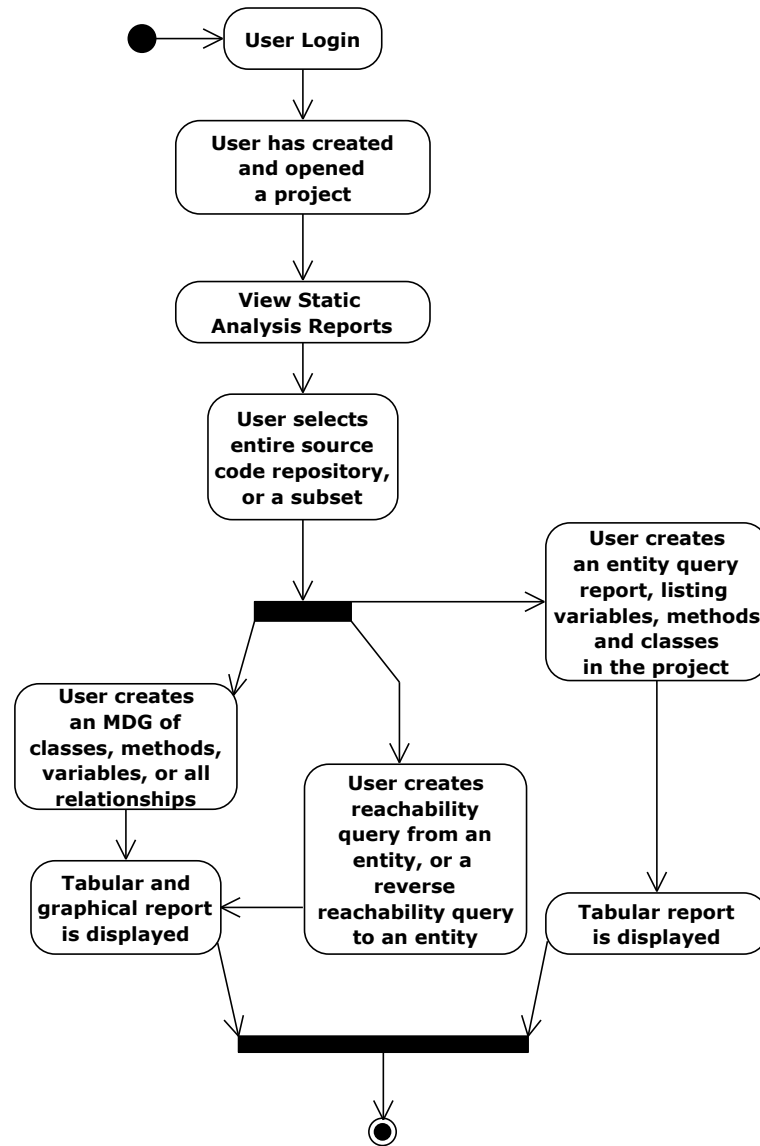 User Login
User has created
and opened
a project
View Static
Analysis Reports
User selects
entire source
code repository,
or a subset
User creates
an entity query
report, listing
variables, methods
and classes
in the project
User creates
an MDG of
classes, methods,
variables, or all
relationships
User creates
reachability
query from an
entity, or a
reverse
reachability query
to an entity
Tabular and
graphical report
is displayed
Tabular report
is displayed